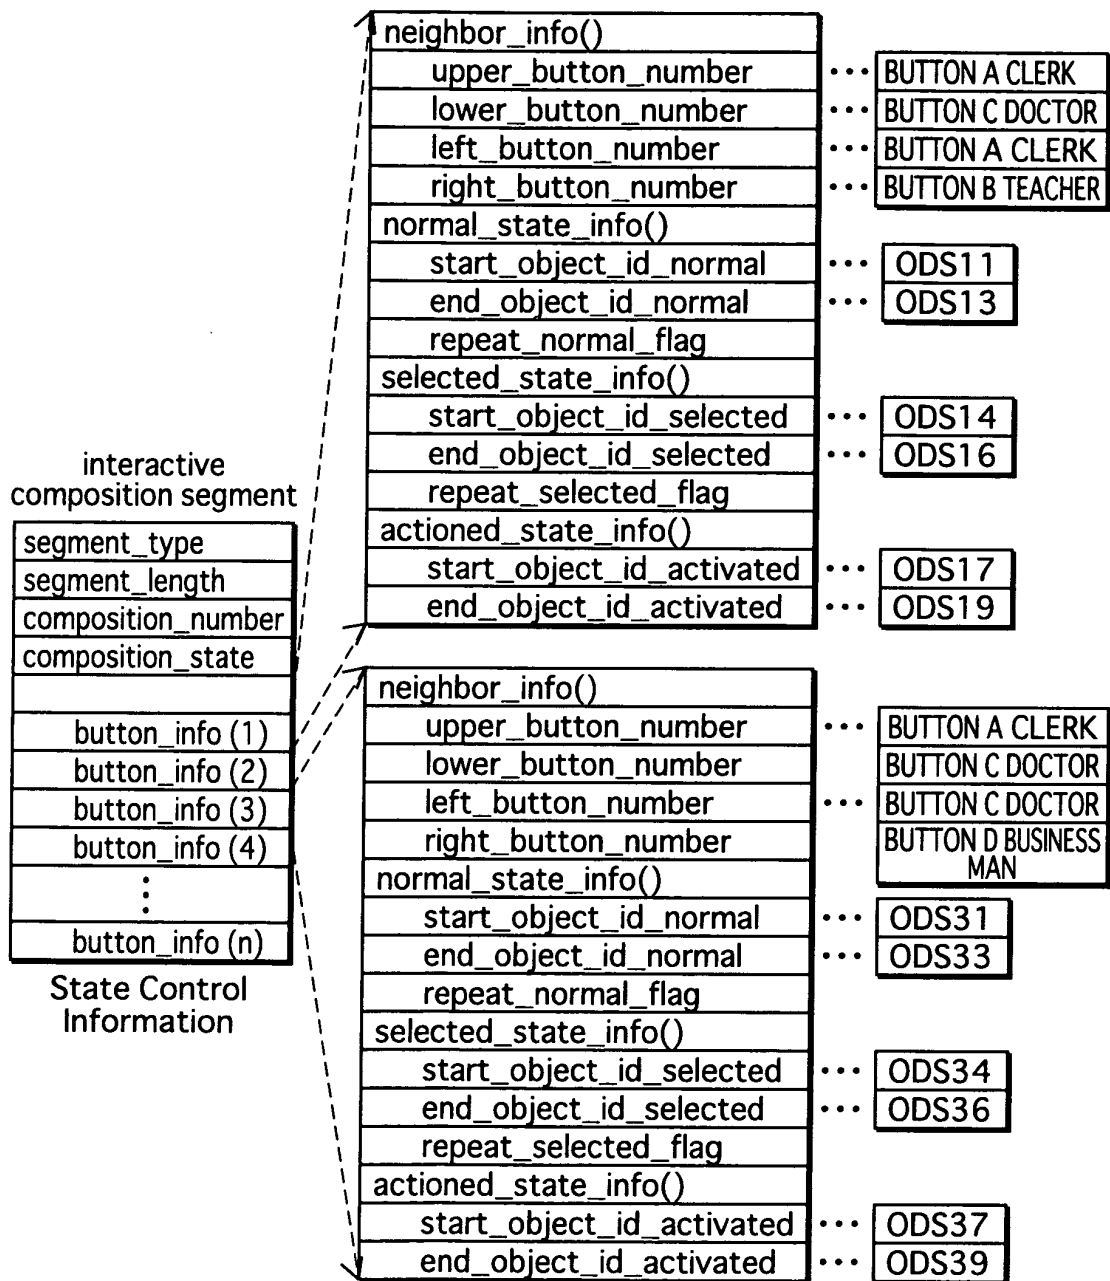 interactive
composition segment
segment_type
segment_length
composition_number
composition_state
button_info (1)
button_info (2)
button_info (3)
button_info (4)
⋮
button_info (n)
State Control
Information
neighbor_info()
upper_button_number ··· BUTTON A CLERK
lower_button_number ··· BUTTON C DOCTOR
left_button_number ··· BUTTON A CLERK
right_button_number ··· BUTTON B TEACHER
normal_state_info()
start_object_id_normal ··· ODS11
end_object_id_normal ··· ODS13
repeat_normal_flag
selected_state_info()
start_object_id_selected ··· ODS14
end_object_id_selected ··· ODS16
repeat_selected_flag
actioned_state_info()
start_object_id_activated ··· ODS17
end_object_id_activated ··· ODS19
neighbor_info()
upper_button_number ··· BUTTON A CLERK
lower_button_number BUTTON C DOCTOR
left_button_number ··· BUTTON C DOCTOR
right_button_number BUTTON D BUSINESS
MAN
normal_state_info()
start_object_id_normal ··· ODS31
end_object_id_normal ··· ODS33
repeat_normal_flag
selected_state_info()
start_object_id_selected ··· ODS34
end_object_id_selected ··· ODS36
repeat_selected_flag
actioned_state_info()
start_object_id_activated ··· ODS37
end_object_id_activated ··· ODS39